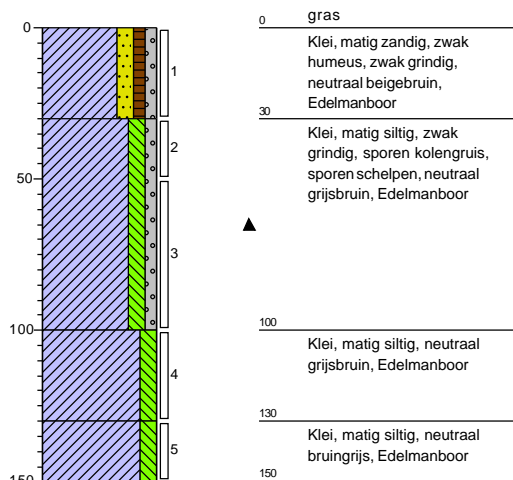 0
50
100
150
1
2
3
4
5
0
gras
Klei, matig zandig, zwak
humeus, zwak grindig,
neutraal beigebruin,
Edelmanboor
30
Klei, matig siltig, zwak
grindig, sporen kolengruis,
sporen schelpen, neutraal
grijsbruin, Edelmanboor
100
Klei, matig siltig, neutraal
grijsbruin, Edelmanboor
130
Klei, matig siltig, neutraal
bruingrijs, Edelmanboor
150